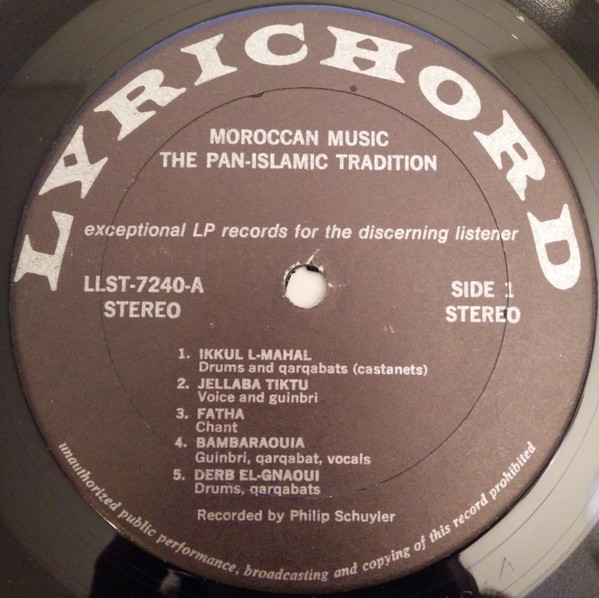 LYRICHORD
MOROCCAN MUSIC
THE PAN-ISLAMIC TRADITION
exceptional LP records for the discerning listener
LLST-7240-A
STEREO
SIDE 1
STEREO
1. IKKUL L-MAHAL
Drums and qarqabats (castanets)
2. JELLABA TIKTU
Voice and guinbri
3. FATHA
Chant
4. BAMBARAOUIA
Guinbri, qarqabat, vocals
5. DERB EL-GNAOUI
Drums, qarqabats
Recorded by Philip Schuyler
unauthorized public performance, broadcasting and copying of this record prohibited